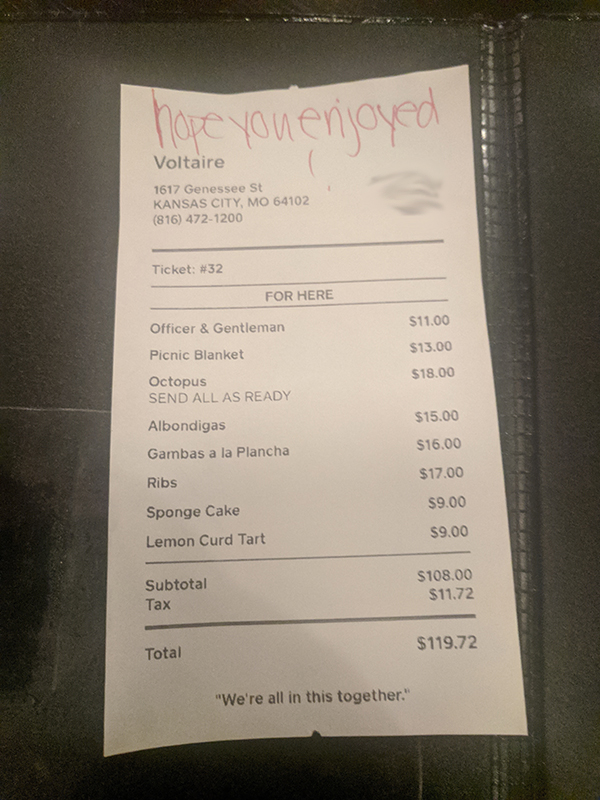 hope you enjoyed
Voltaire
1617 Genessee St
KANSAS CITY, MO 64102
(816) 472-1200
Ticket: #32
FOR HERE
Officer & Gentleman $11.00
Picnic Blanket $13.00
Octopus $18.00
SEND ALL AS READY
Albondigas $15.00
Gambas a la Plancha $16.00
Ribs $17.00
Sponge Cake $9.00
Lemon Curd Tart $9.00
Subtotal $108.00
Tax $11.72
Total $119.72
"We're all in this together."